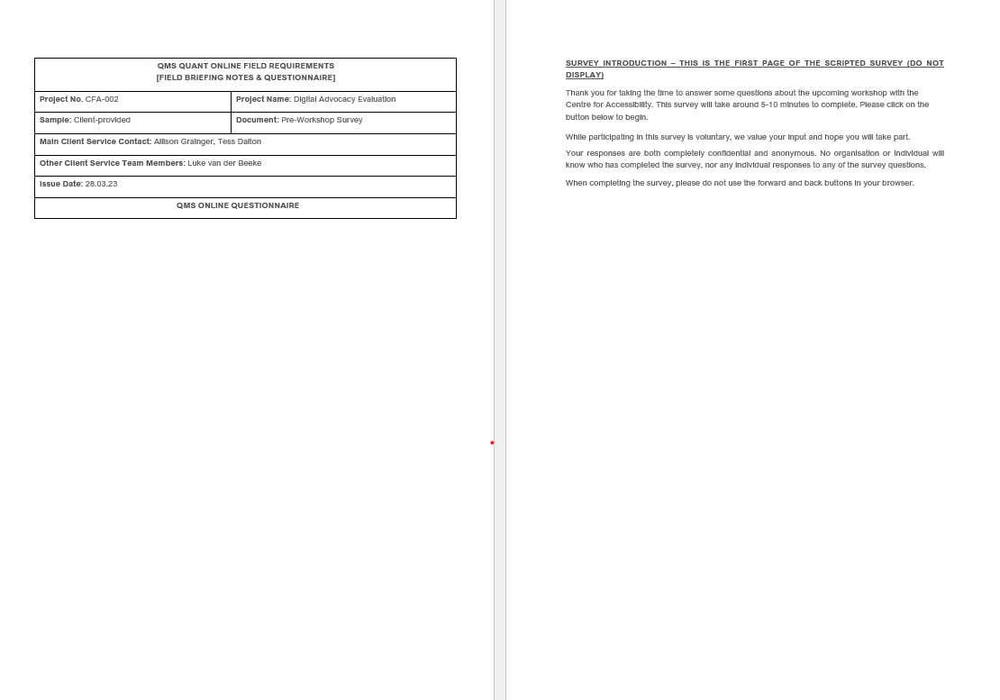 QMS QUANT ONLINE FIELD REQUIREMENTS
[FIELD BRIEFING NOTES & QUESTIONNAIRE]
Project No. CFA-002
Project Name: Digital Advocacy Evaluation
Sample: Client-provided
Document: Pre-Workshop Survey
Main Client Service Contact: Allison Grainger, Tess Dalton
Other Client Service Team Members: Luke van der Beeke
Issue Date: 28.03.23
QMS ONLINE QUESTIONNAIRE
SURVEY INTRODUCTION – THIS IS THE FIRST PAGE OF THE SCRIPTED SURVEY (DO NOT
DISPLAY)
Thank you for taking the time to answer some questions about the upcoming workshop with the
Centre for Accessibility. This survey will take around 5-10 minutes to complete. Please click on the
button below to begin.
While participating in this survey is voluntary, we value your input and hope you will take part.
Your responses are both completely confidential and anonymous. No organisation or individual will
know who has completed the survey, nor any individual responses to any of the survey questions.
When completing the survey, please do not use the forward and back buttons in your browser.